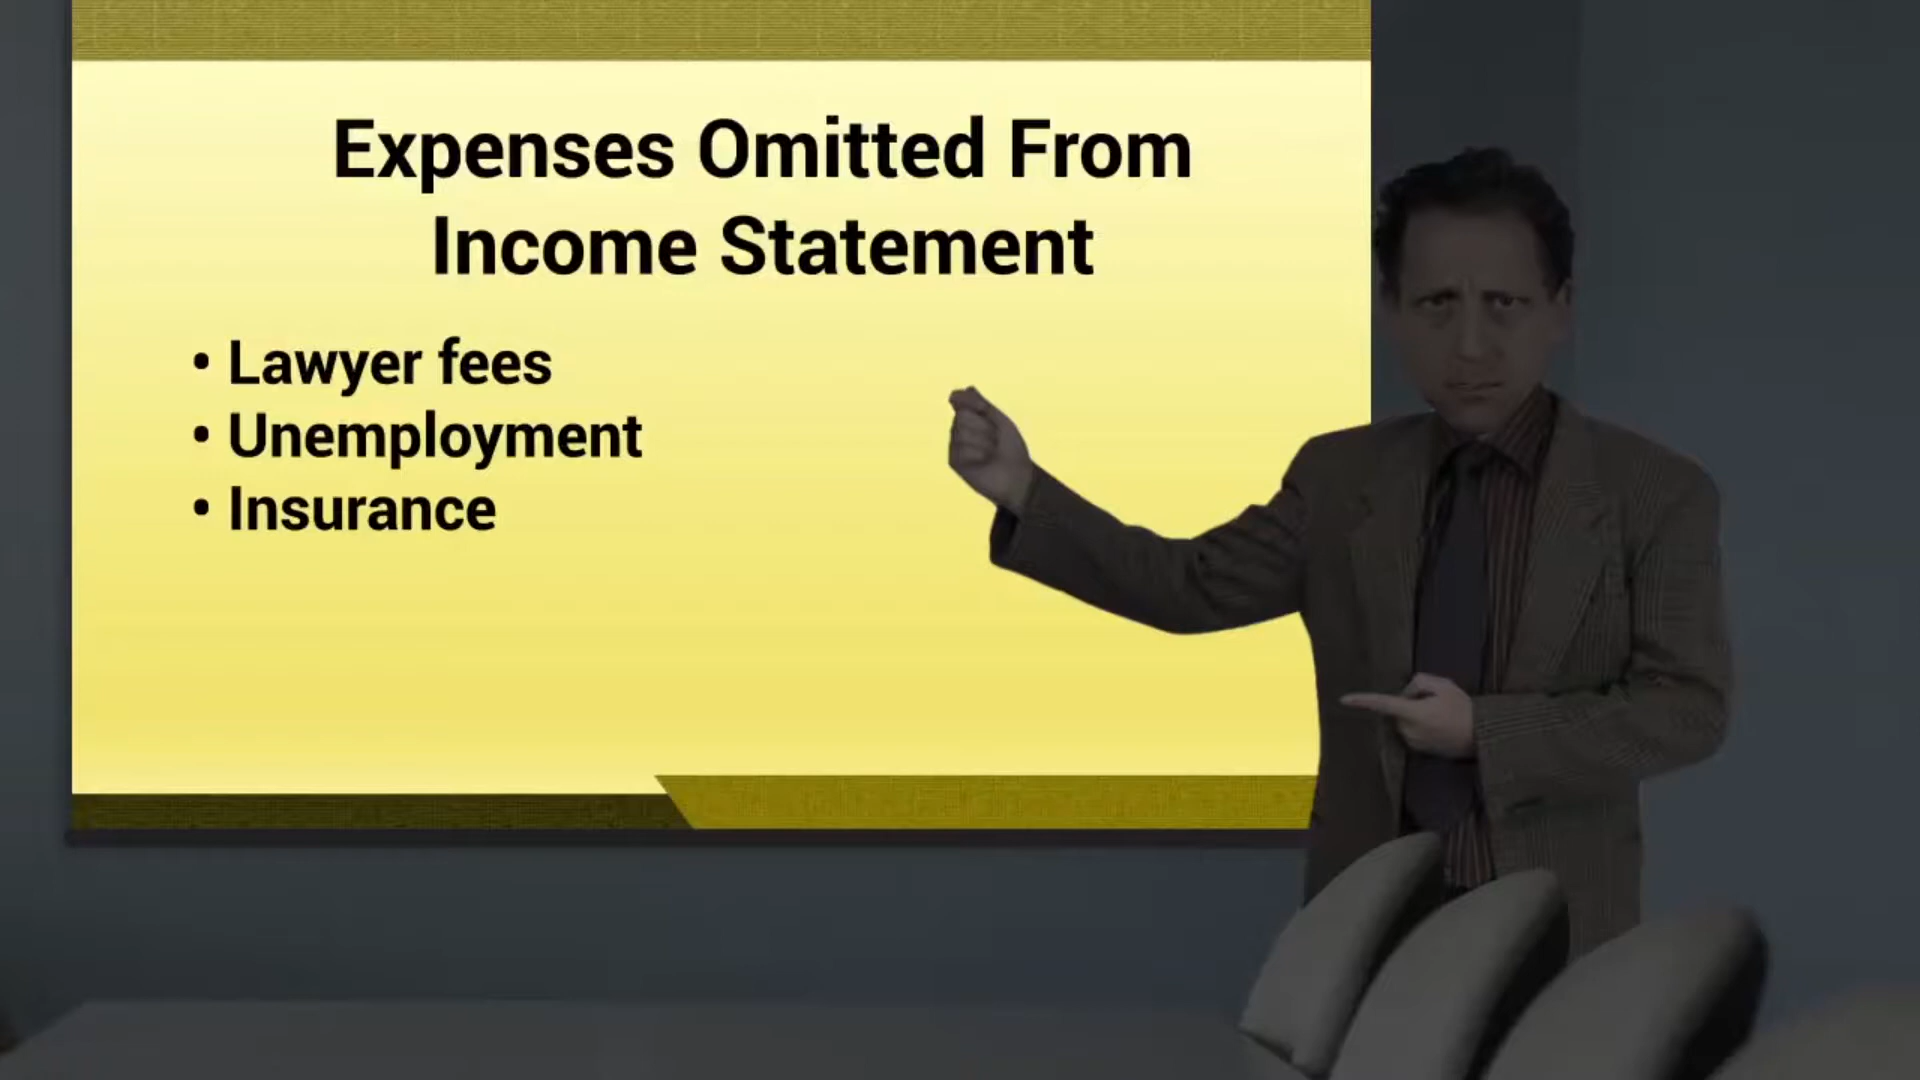 Expenses Omitted From
Income Statement
• Lawyer fees
• Unemployment
• Insurance